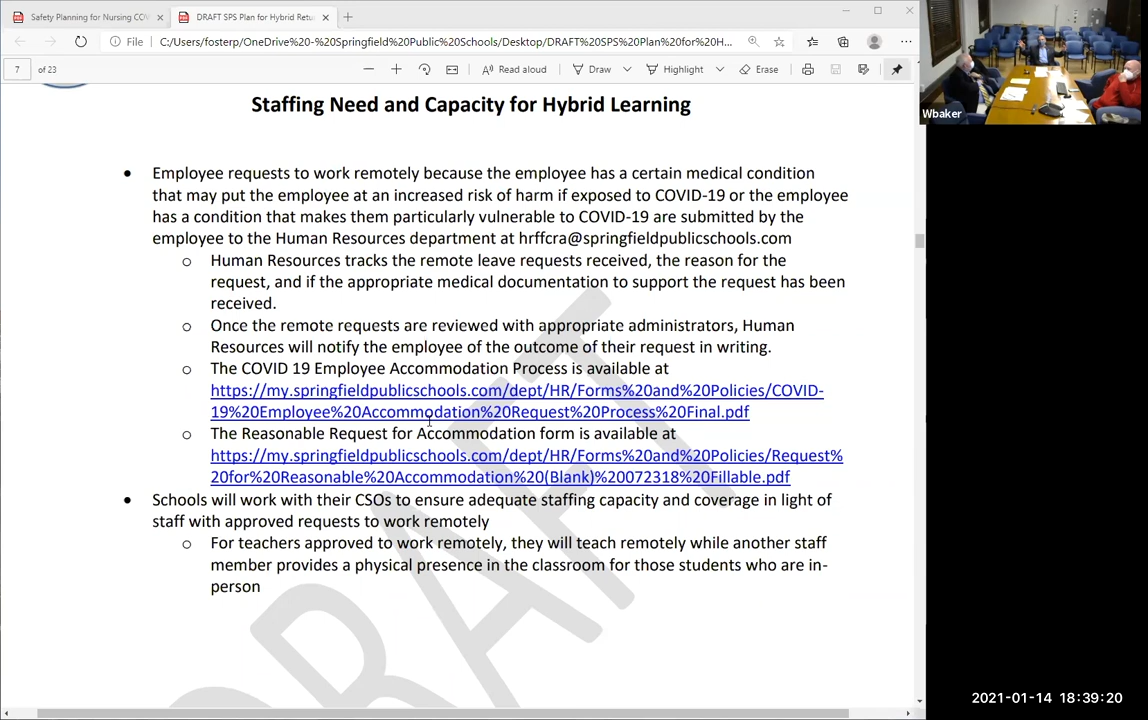 Safety Planning for Nursing COV
DRAFT SPS Plan for Hybrid Retu
File
C:/Users/fosterp/OneDrive%20-%20Springfield%20Public%20Schools/Desktop/DRAFT%20SPS%20Plan%20for%20H...
7 of 23
Read aloud
Draw
Highlight
Erase
Wbaker
Staffing Need and Capacity for Hybrid Learning
• Employee requests to work remotely because the employee has a certain medical condition
that may put the employee at an increased risk of harm if exposed to COVID-19 or the employee
has a condition that makes them particularly vulnerable to COVID-19 are submitted by the
employee to the Human Resources department at hrffcra@springfieldpublicschools.com
o Human Resources tracks the remote leave requests received, the reason for the
request, and if the appropriate medical documentation to support the request has been
received.
o Once the remote requests are reviewed with appropriate administrators, Human
Resources will notify the employee of the outcome of their request in writing.
o The COVID 19 Employee Accommodation Process is available at
https://my.springfieldpublicschools.com/dept/HR/Forms%20and%20Policies/COVID-
19%20Employee%20Accommodation%20Request%20Process%20Final.pdf
o The Reasonable Request for Accommodation form is available at
https://my.springfieldpublicschools.com/dept/HR/Forms%20and%20Policies/Request%
20for%20Reasonable%20Accommodation%20(Blank)%20072318%20Fillable.pdf
• Schools will work with their CSOs to ensure adequate staffing capacity and coverage in light of
staff with approved requests to work remotely
o For teachers approved to work remotely, they will teach remotely while another staff
member provides a physical presence in the classroom for those students who are in-
person
DRAFT
2021-01-14 18:39:20